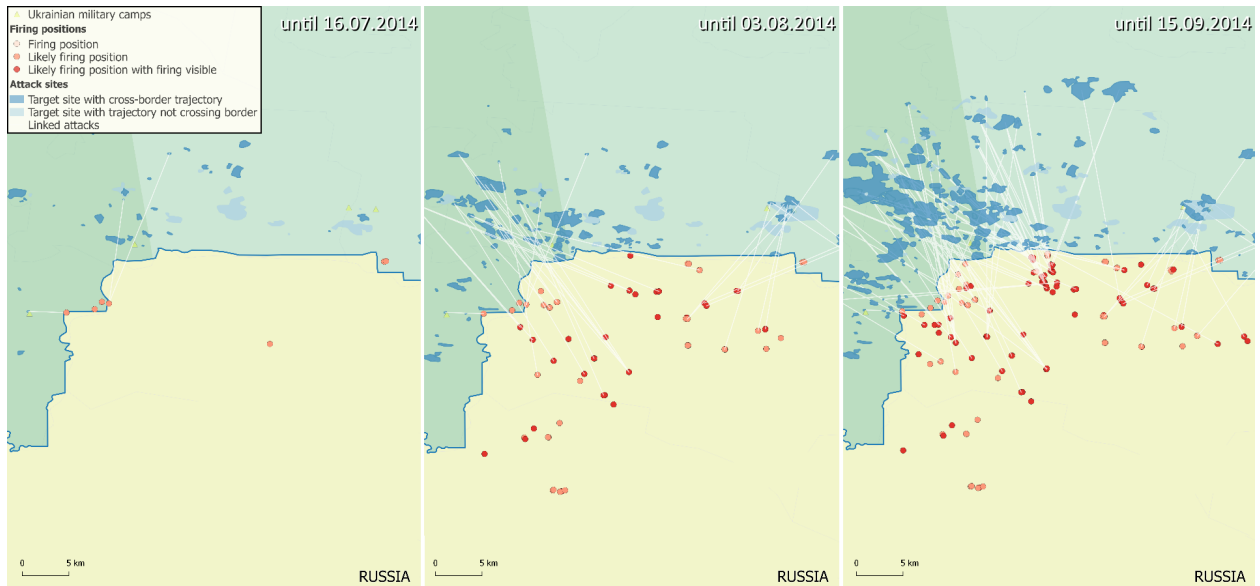 Ukrainian military camps
Firing positions
Firing position
Likely firing position
Likely firing position with firing visible
Attack sites
Target site with cross-border trajectory
Target site with trajectory not crossing border
Linked attacks
until 16.07.2014
until 03.08.2014
until 15.09.2014
0 5 km
RUSSIA
0 5 km
RUSSIA
0 5 km
RUSSIA